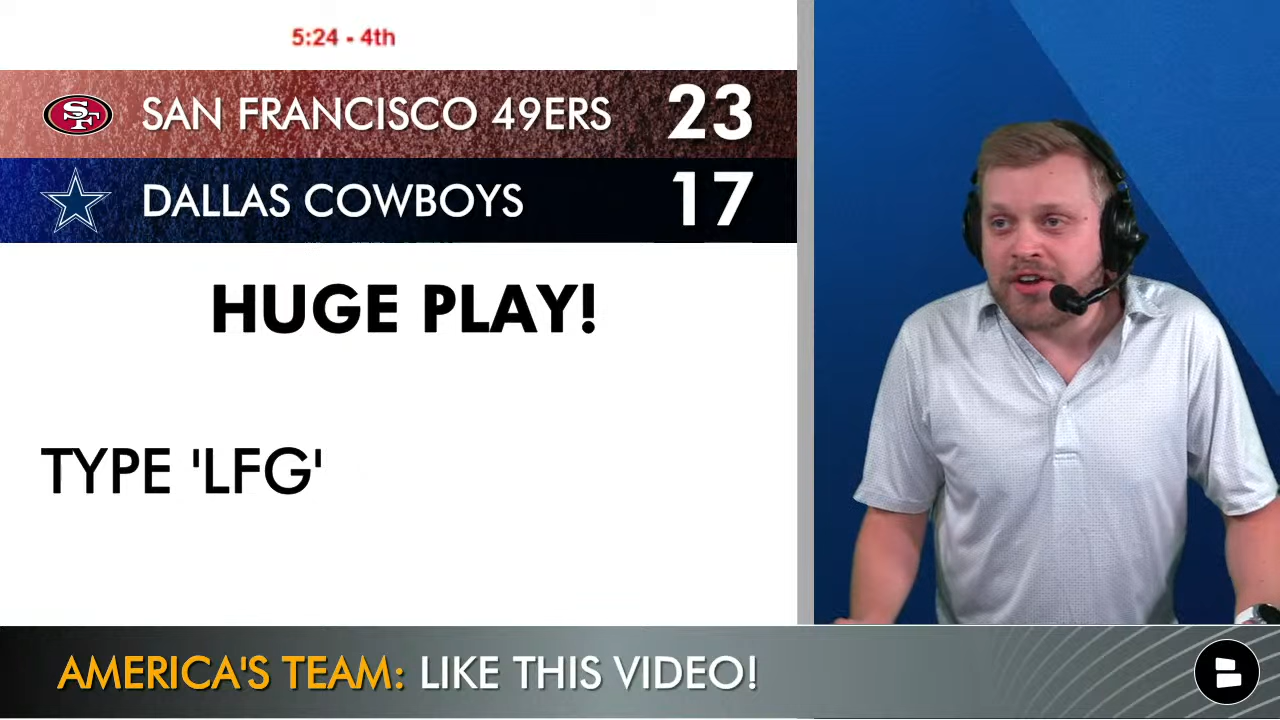 5:24 - 4th
SF
SAN FRANCISCO 49ERS 23
DALLAS COWBOYS 17
HUGE PLAY!
TYPE 'LFG'
AMERICA'S TEAM: LIKE THIS VIDEO!